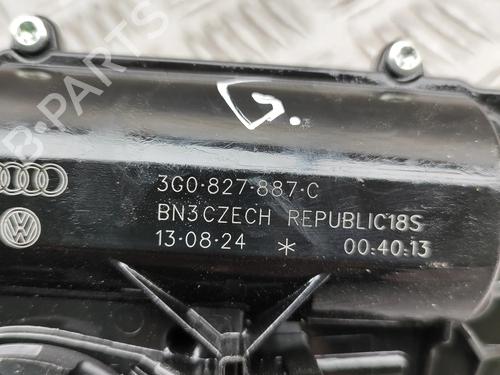 G.
3G0·827·887·C
BN3 CZECH REPUBLIC 18S
13·08·24 * 00:40:13
B-Parts